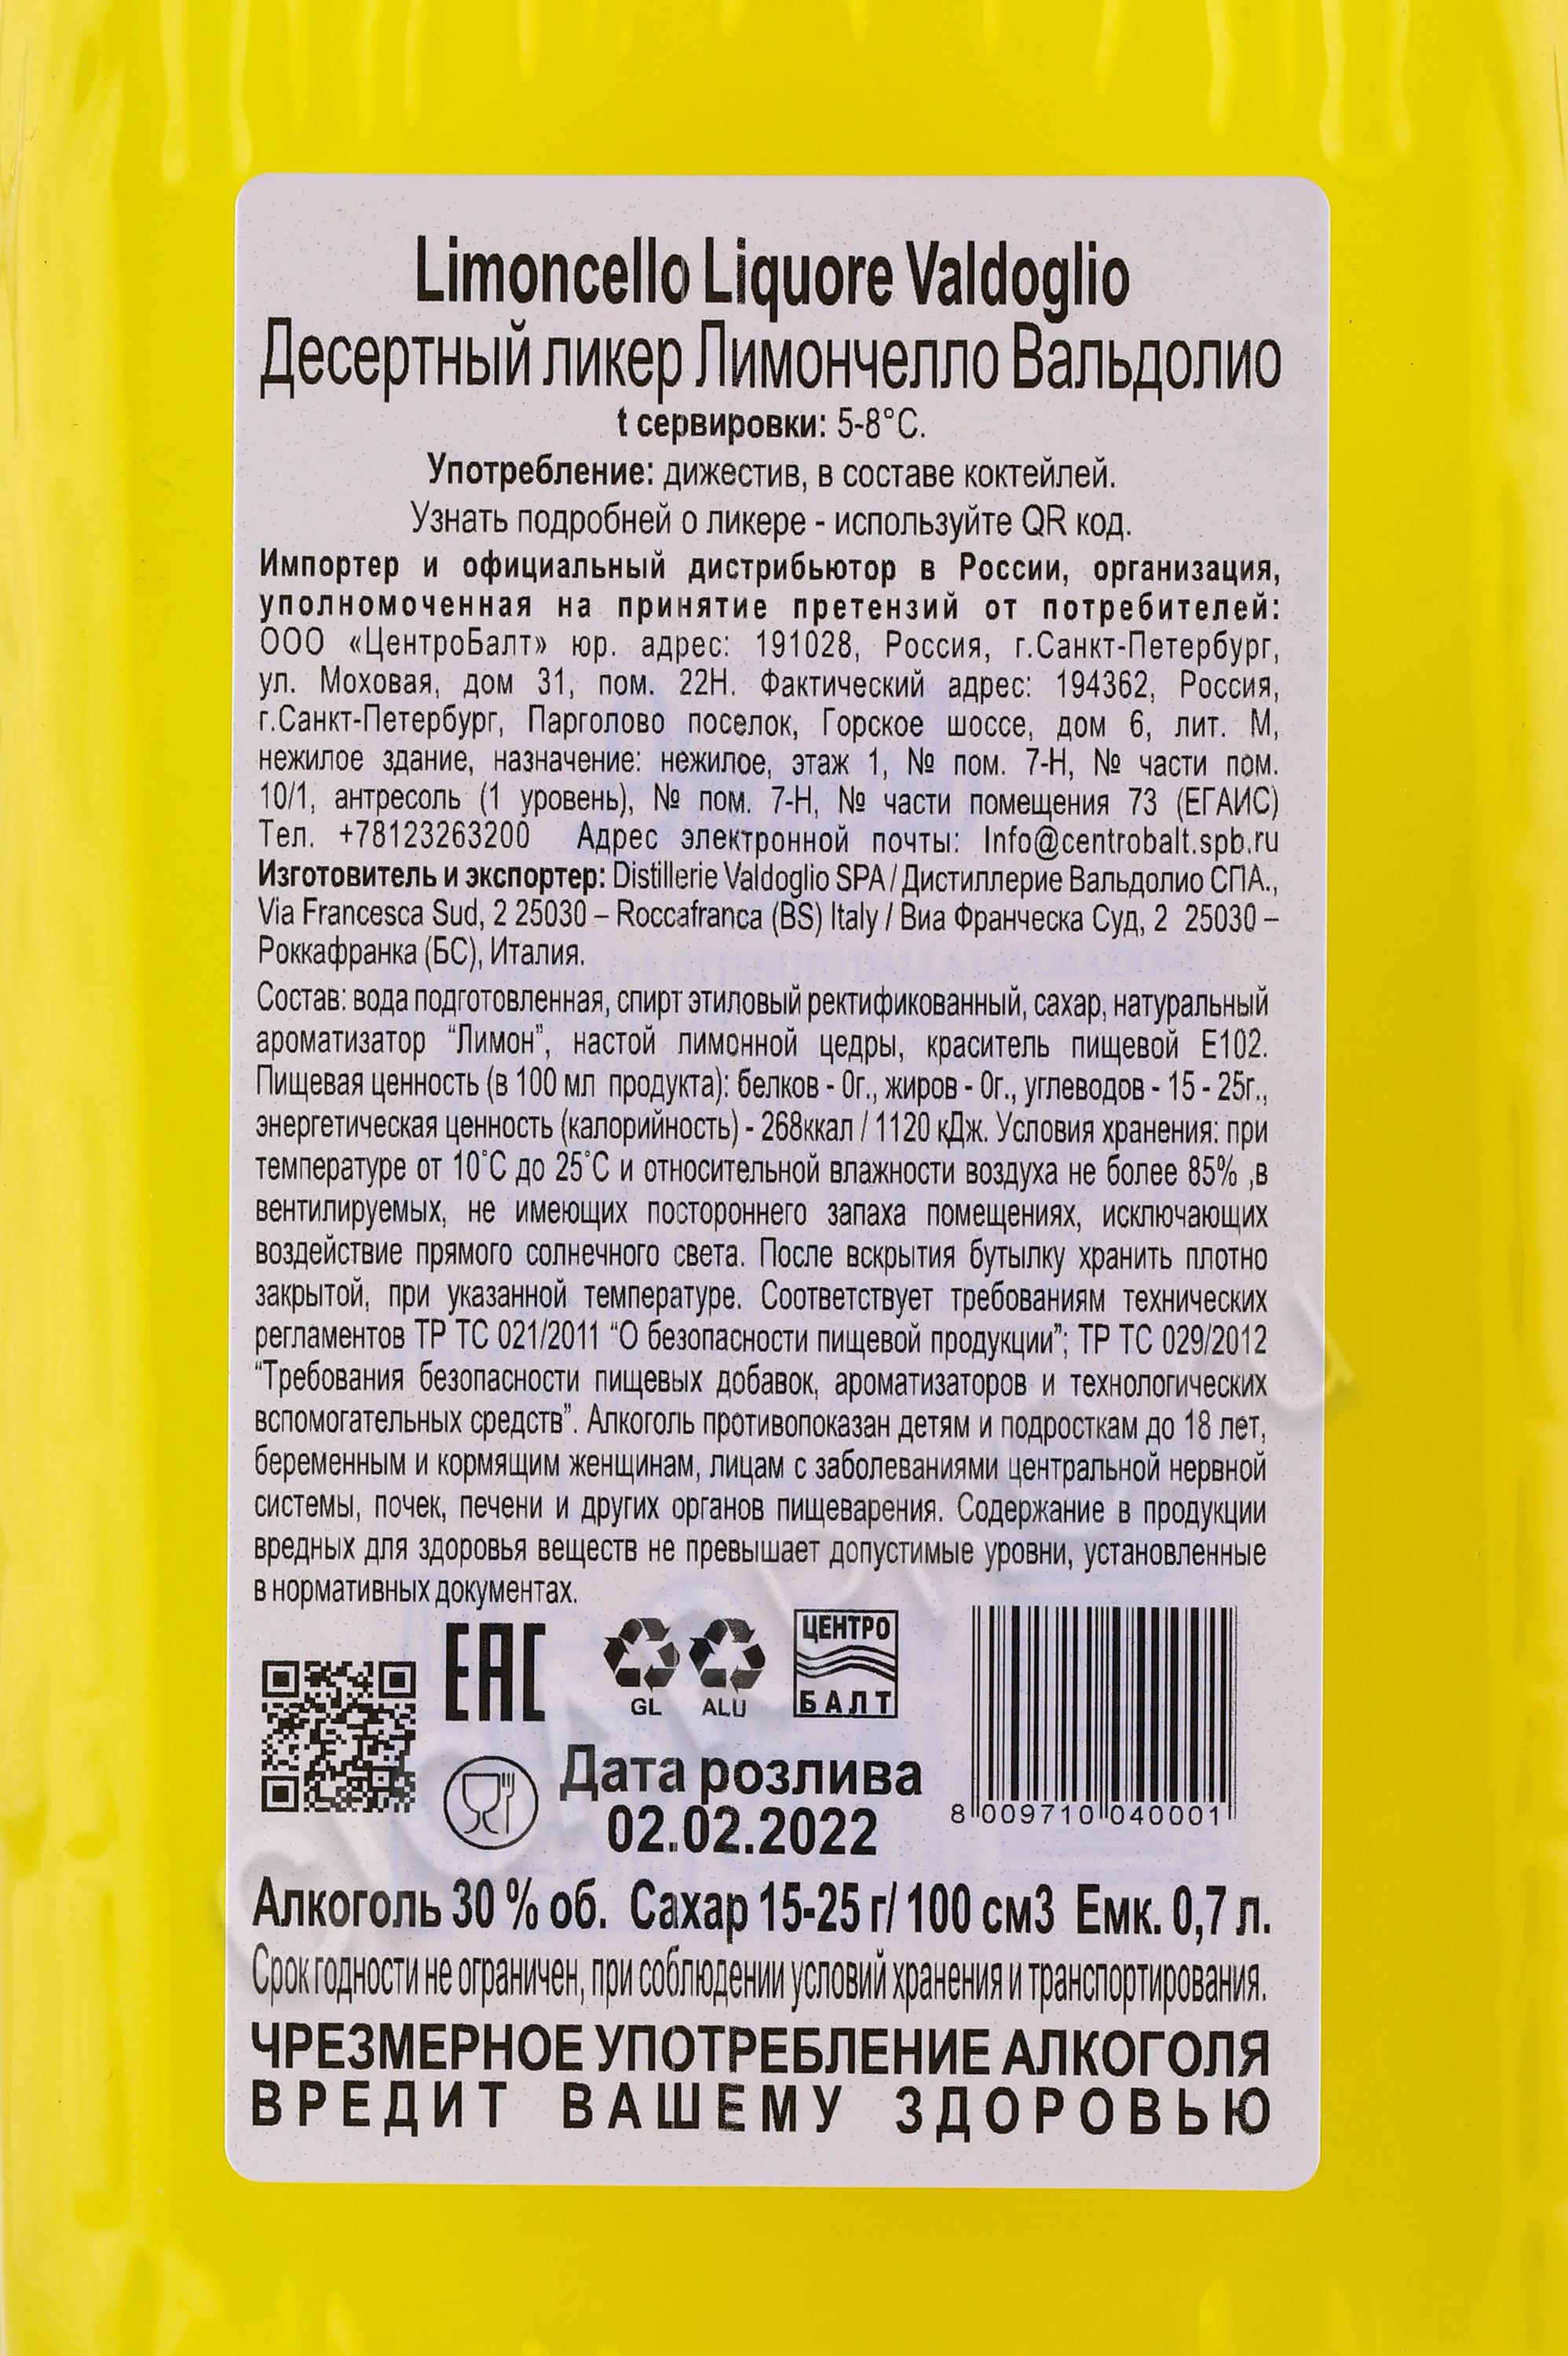 Limoncello Liquore Valdoglio
Десертный ликер Лимончелло Вальдолио
t сервировки: 5-8°C.
Употребление: дижестив, в составе коктейлей.
Узнать подробней о ликере - используйте QR код.
Импортер и официальный дистрибьютор в России, организация,
уполномоченная на принятие претензий от потребителей:
ООО «ЦентроБалт» юр. адрес: 191028, Россия, г.Санкт-Петербург,
ул. Моховая, дом 31, пом. 22Н. Фактический адрес: 194362, Россия,
г.Санкт-Петербург, Парголово поселок, Горское шоссе, дом 6, лит. М,
нежилое здание, назначение: нежилое, этаж 1, № пом. 7-Н, № части пом.
10/1, антресоль (1 уровень), № пом. 7-Н, № части помещения 73 (ЕГАИС)
Тел. +78123263200 Адрес электронной почты: Info@centrobalt.spb.ru
Изготовитель и экспортер: Distillerie Valdoglio SPA / Дистиллерие Вальдолио СПА.,
Via Francesca Sud, 2 25030 – Roccafranca (BS) Italy / Виа Франческа Суд, 2 25030 –
Роккафранка (БС), Италия.
Состав: вода подготовленная, спирт этиловый ректификованный, сахар, натуральный
ароматизатор “Лимон”, настой лимонной цедры, краситель пищевой Е102.
Пищевая ценность (в 100 мл продукта): белков - 0г., жиров - 0г., углеводов - 15 - 25г.,
энергетическая ценность (калорийность) - 268ккал / 1120 кДж. Условия хранения: при
температуре от 10°С до 25°С и относительной влажности воздуха не более 85% ,в
вентилируемых, не имеющих постороннего запаха помещениях, исключающих
воздействие прямого солнечного света. После вскрытия бутылку хранить плотно
закрытой, при указанной температуре. Соответствует требованиям технических
регламентов ТР ТС 021/2011 “О безопасности пищевой продукции”; ТР ТС 029/2012
“Требования безопасности пищевых добавок, ароматизаторов и технологических
вспомогательных средств”. Алкоголь противопоказан детям и подросткам до 18 лет,
беременным и кормящим женщинам, лицам с заболеваниями центральной нервной
системы, почек, печени и других органов пищеварения. Содержание в продукции
вредных для здоровья веществ не превышает допустимые уровни, установленные
в нормативных документах.
EAC
GL ALU
ЦЕНТРО
БАЛТ
Дата розлива
02.02.2022
8 009710 040001
Алкоголь 30 % об. Сахар 15-25 г/ 100 см3 Емк. 0,7 л.
Срок годности не ограничен, при соблюдении условий хранения и транспортирования.
ЧРЕЗМЕРНОЕ УПОТРЕБЛЕНИЕ АЛКОГОЛЯ
ВРЕДИТ ВАШЕМУ ЗДОРОВЬЮ